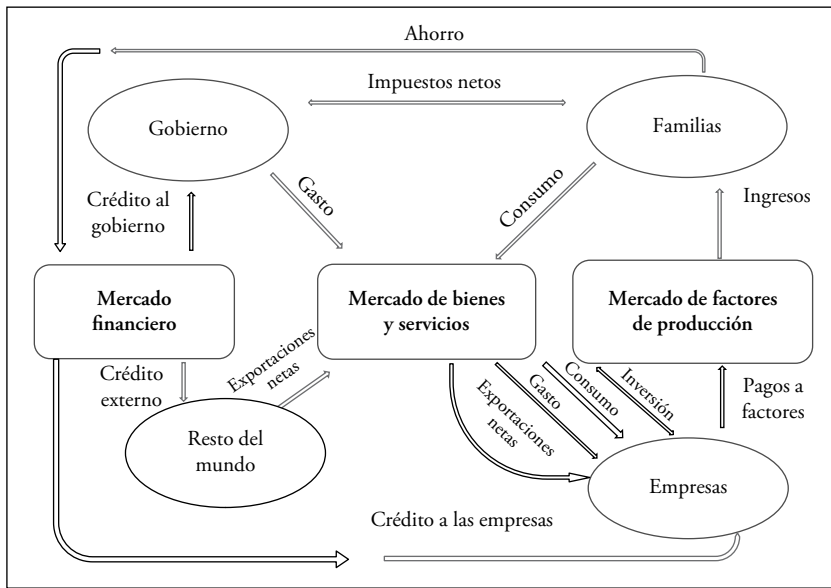 Ahorro
Impuestos netos
Gobierno
Familias
Crédito al
gobierno
Gasto
Consumo
Ingresos
Mercado
financiero
Mercado de bienes
y servicios
Mercado de factores
de producción
Crédito
externo
Exportaciones
netas
Exportaciones
netas
Gasto
Consumo
Inversión
Pagos a
factores
Resto del
mundo
Empresas
Crédito a las empresas